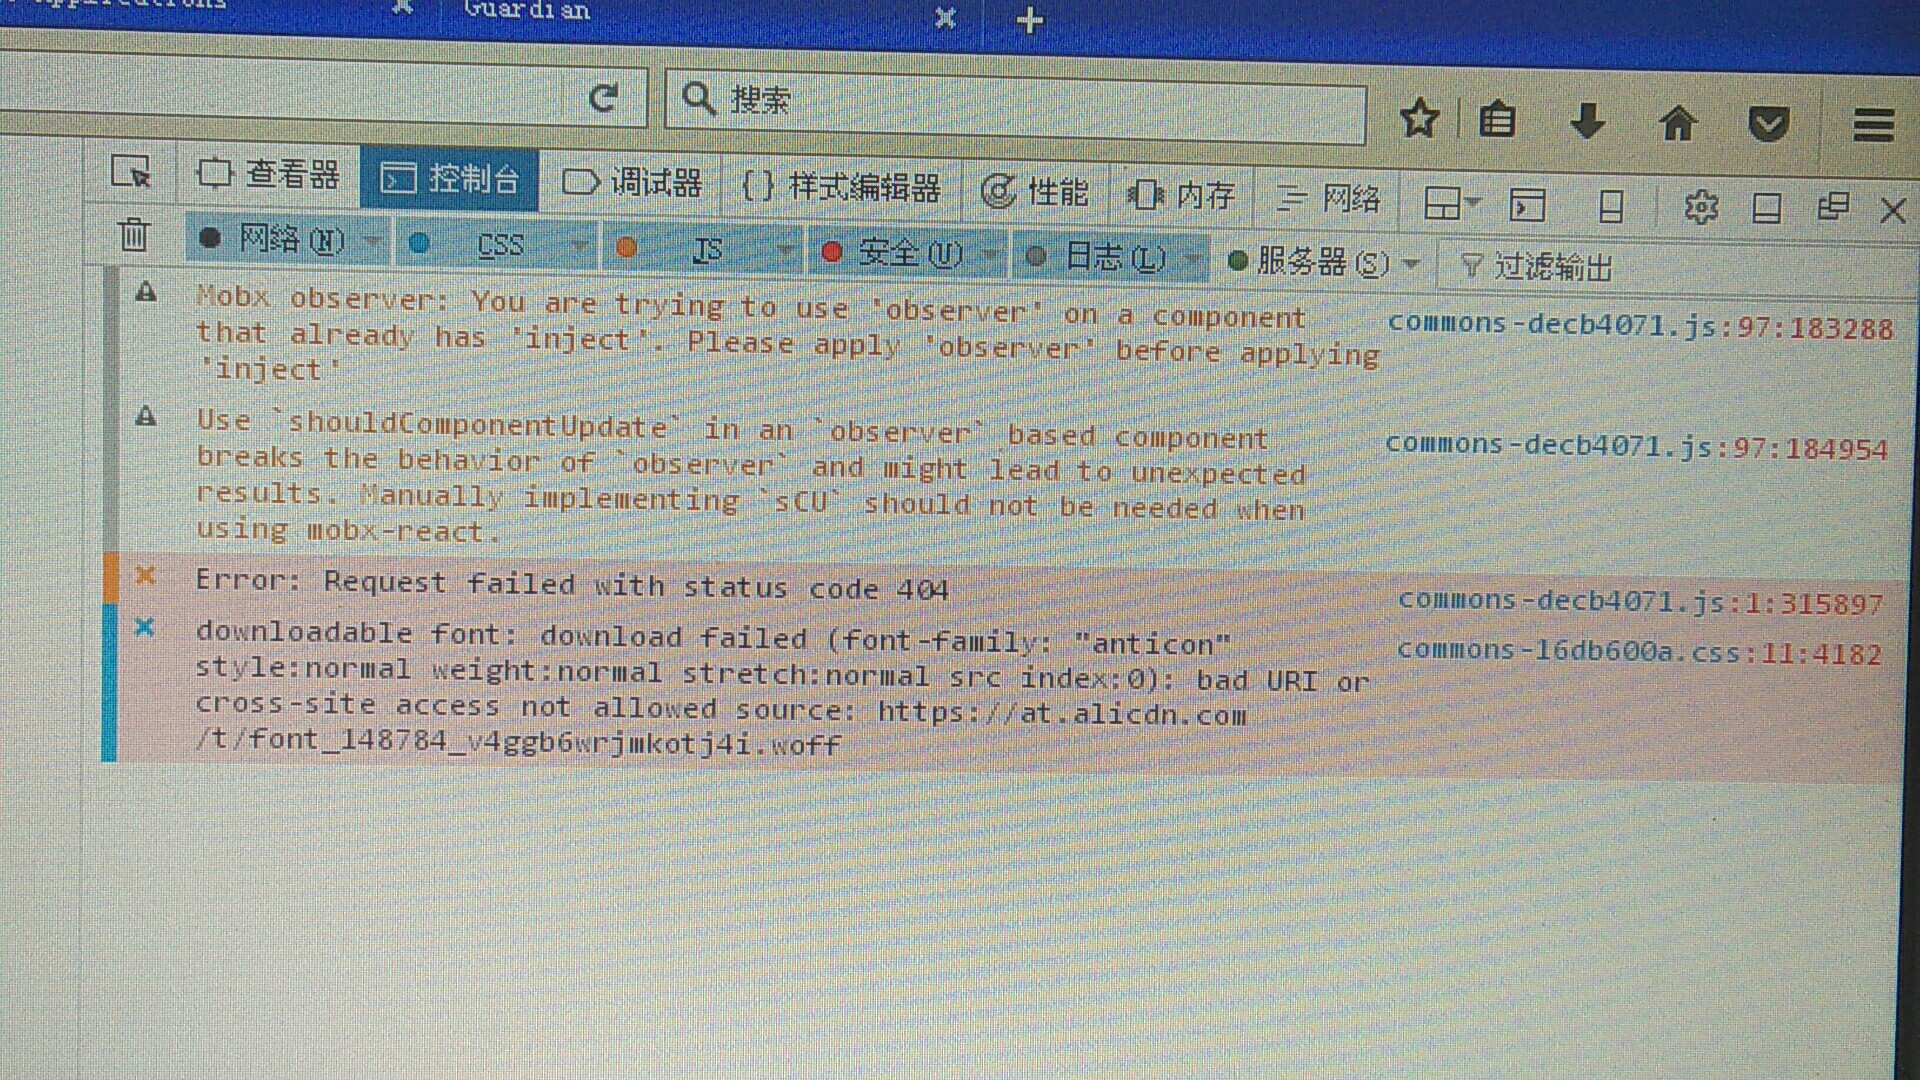 Applications
Guardian
搜索
查看器 控制台 调试器 { } 样式编辑器 性能 内存 网络
网络(N) CSS JS 安全(U) 日志(L) 服务器(S) 过滤输出
Mobx observer: You are trying to use 'observer' on a component commons-decb4071.js:97:183288
that already has 'inject'. Please apply 'observer' before applying
'inject'
Use `shouldComponentUpdate` in an `observer` based component commons-decb4071.js:97:184954
breaks the behavior of `observer` and might lead to unexpected
results. Manually implementing `sCU` should not be needed when
using mobx-react.
Error: Request failed with status code 404 commons-decb4071.js:1:315897
downloadable font: download failed (font-family: "anticon" commons-16db600a.css:11:4182
style:normal weight:normal stretch:normal src index:0): bad URI or
cross-site access not allowed source: https://at.alicdn.com
/t/font_148784_v4ggb6wrjmkotj4i.woff